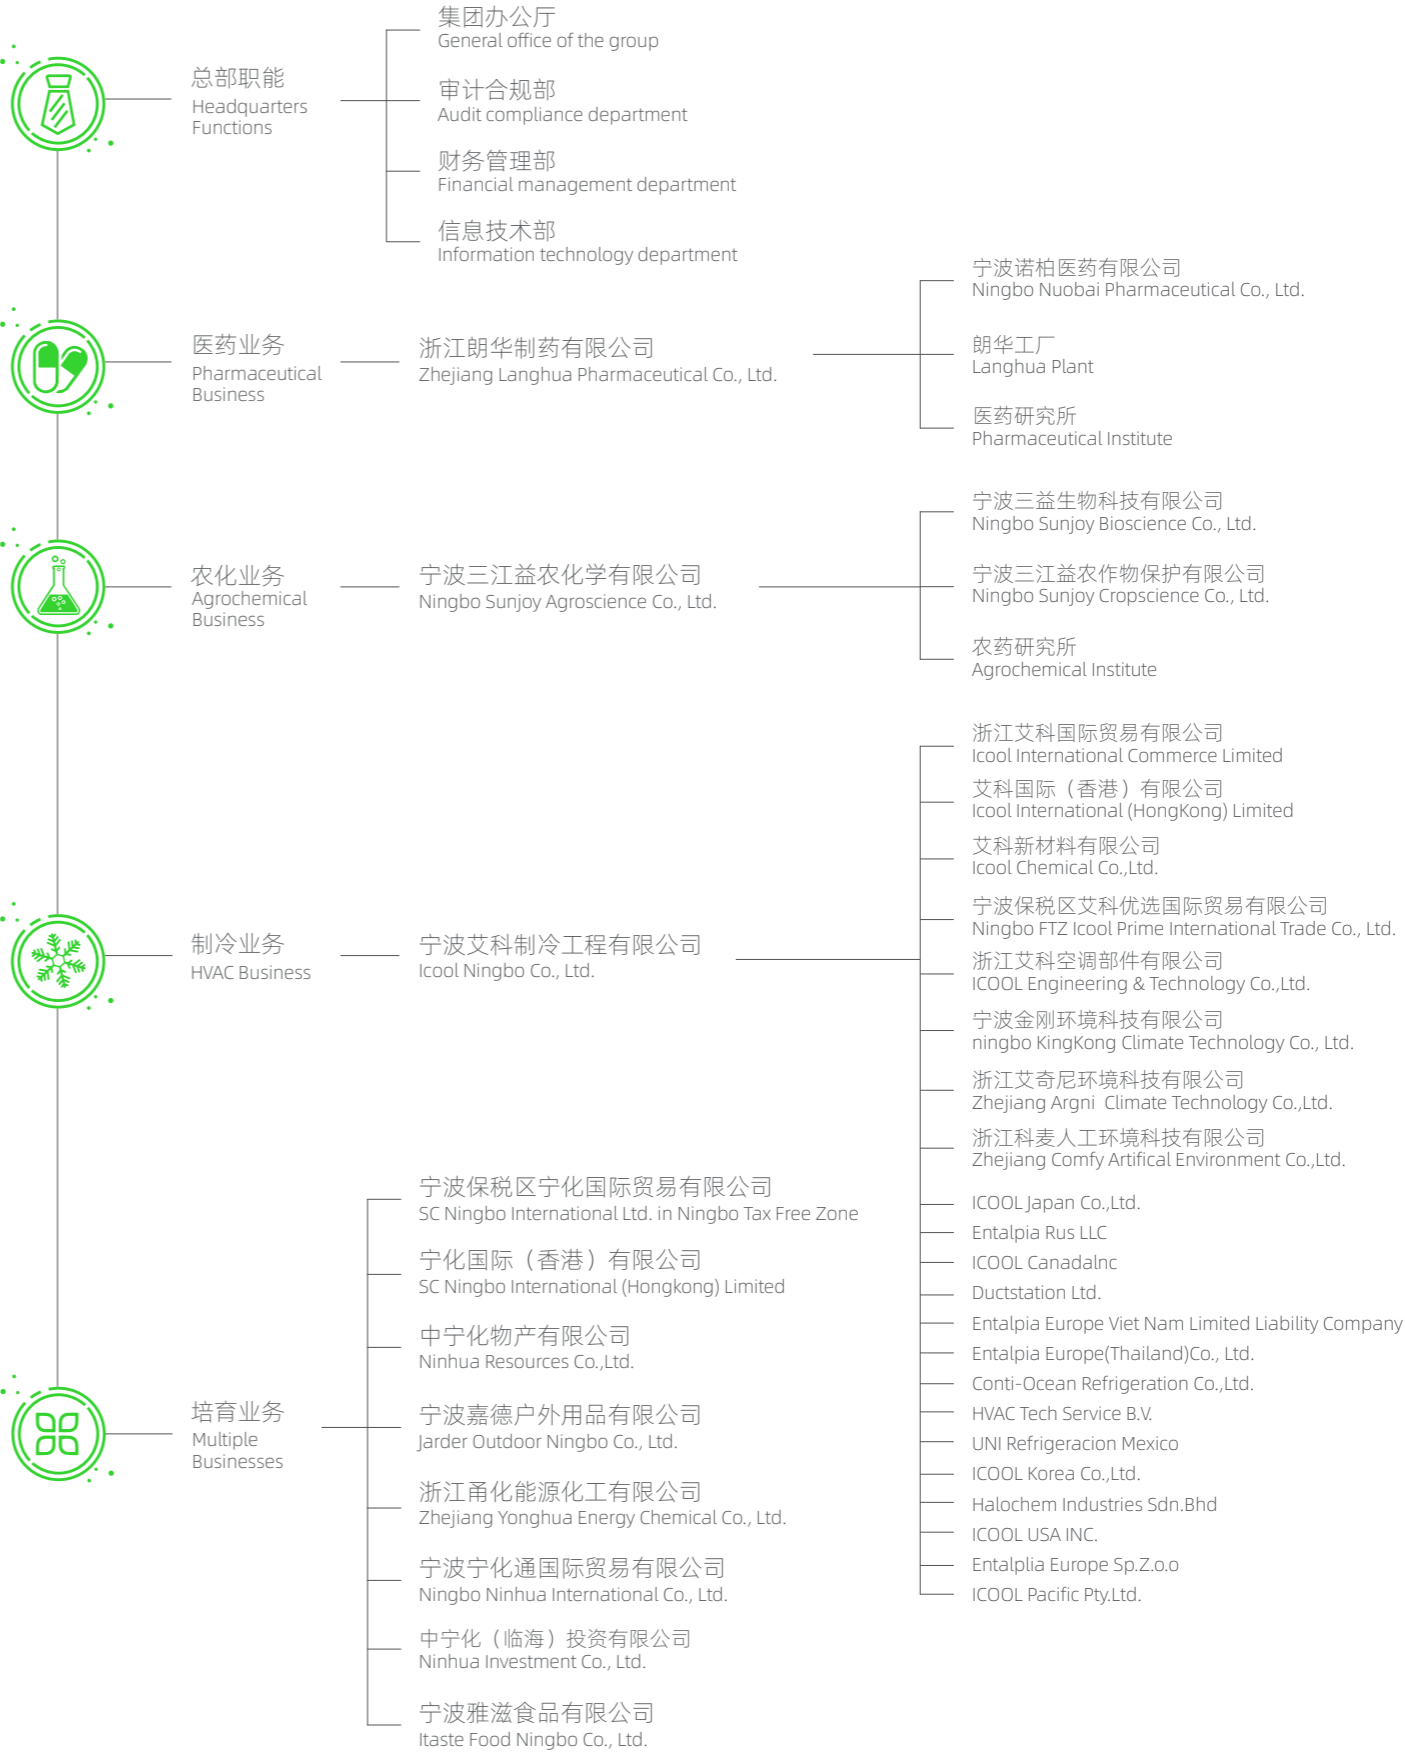 总部职能
Headquarters
Functions
集团办公厅
General office of the group
审计合规部
Audit compliance department
财务管理部
Financial management department
信息技术部
Information technology department
医药业务
Pharmaceutical
Business
浙江朗华制药有限公司
Zhejiang Langhua Pharmaceutical Co., Ltd.
宁波诺柏医药有限公司
Ningbo Nuobai Pharmaceutical Co., Ltd.
朗华工厂
Langhua Plant
医药研究所
Pharmaceutical Institute
农化业务
Agrochemical
Business
宁波三江益农化学有限公司
Ningbo Sunjoy Agroscience Co., Ltd.
宁波三益生物科技有限公司
Ningbo Sunjoy Bioscience Co., Ltd.
宁波三江益农作物保护有限公司
Ningbo Sunjoy Cropscience Co., Ltd.
农药研究所
Agrochemical Institute
制冷业务
HVAC Business
宁波艾科制冷工程有限公司
Icool Ningbo Co., Ltd.
浙江艾科国际贸易有限公司
Icool International Commerce Limited
艾科国际（香港）有限公司
Icool International (HongKong) Limited
艾科新材料有限公司
Icool Chemical Co.,Ltd.
宁波保税区艾科优选国际贸易有限公司
Ningbo FTZ Icool Prime International Trade Co., Ltd.
浙江艾科空调部件有限公司
ICOOL Engineering & Technology Co.,Ltd.
宁波金刚环境科技有限公司
ningbo KingKong Climate Technology Co., Ltd.
浙江艾奇尼环境科技有限公司
Zhejiang Argni Climate Technology Co.,Ltd.
浙江科麦人工环境科技有限公司
Zhejiang Comfy Artifical Environment Co.,Ltd.
ICOOL Japan Co.,Ltd.
Entalpia Rus LLC
ICOOL Canadalnc
Ductstation Ltd.
Entalpia Europe Viet Nam Limited Liability Company
Entalpia Europe(Thailand)Co., Ltd.
Conti-Ocean Refrigeration Co.,Ltd.
HVAC Tech Service B.V.
UNI Refrigeracion Mexico
ICOOL Korea Co.,Ltd.
Halochem Industries Sdn.Bhd
ICOOL USA INC.
Entalplia Europe Sp.Z.o.o
ICOOL Pacific Pty.Ltd.
培育业务
Multiple
Businesses
宁波保税区宁化国际贸易有限公司
SC Ningbo International Ltd. in Ningbo Tax Free Zone
宁化国际（香港）有限公司
SC Ningbo International (Hongkong) Limited
中宁化物产有限公司
Ninhua Resources Co.,Ltd.
宁波嘉德户外用品有限公司
Jarder Outdoor Ningbo Co., Ltd.
浙江甬化能源化工有限公司
Zhejiang Yonghua Energy Chemical Co., Ltd.
宁波宁化通国际贸易有限公司
Ningbo Ninhua International Co., Ltd.
中宁化（临海）投资有限公司
Ninhua Investment Co., Ltd.
宁波雅滋食品有限公司
Itaste Food Ningbo Co., Ltd.